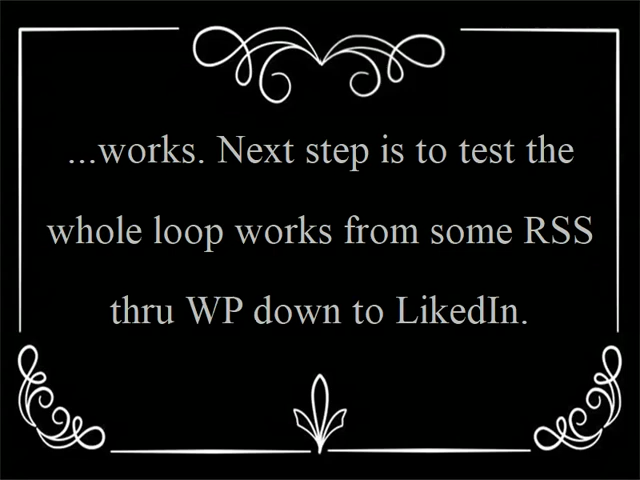 ...works. Next step is to test the
whole loop works from some RSS
thru WP down to LikedIn.